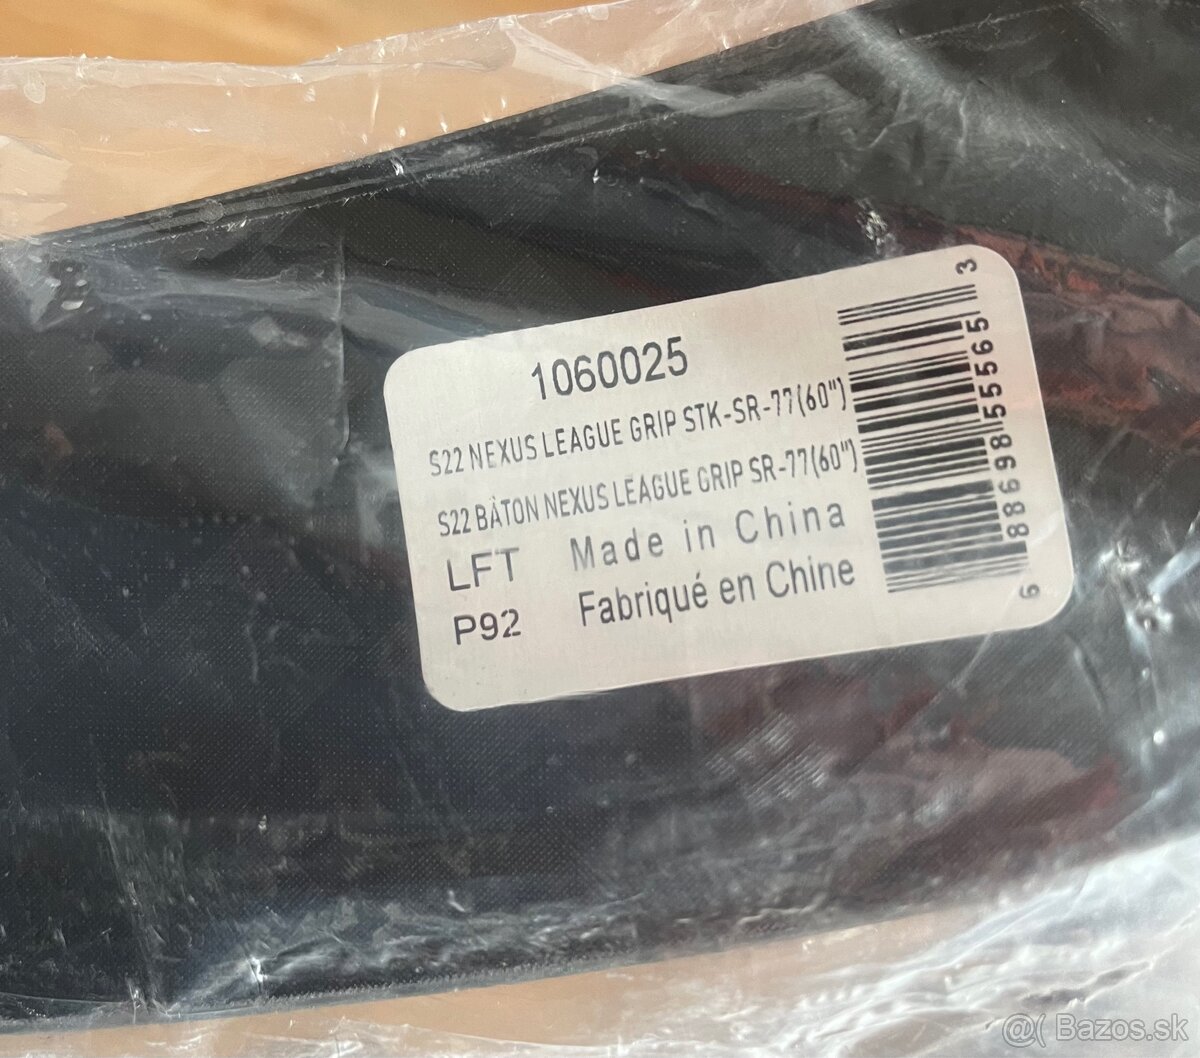 1060025
S22 NEXUS LEAGUE GRIP STK-SR-77(60")
S22 BÂTON NEXUS LEAGUE GRIP SR-77(60")
LFT Made in China
P92 Fabriqué en Chine
6 88698 55565 3
@( Bazos.sk